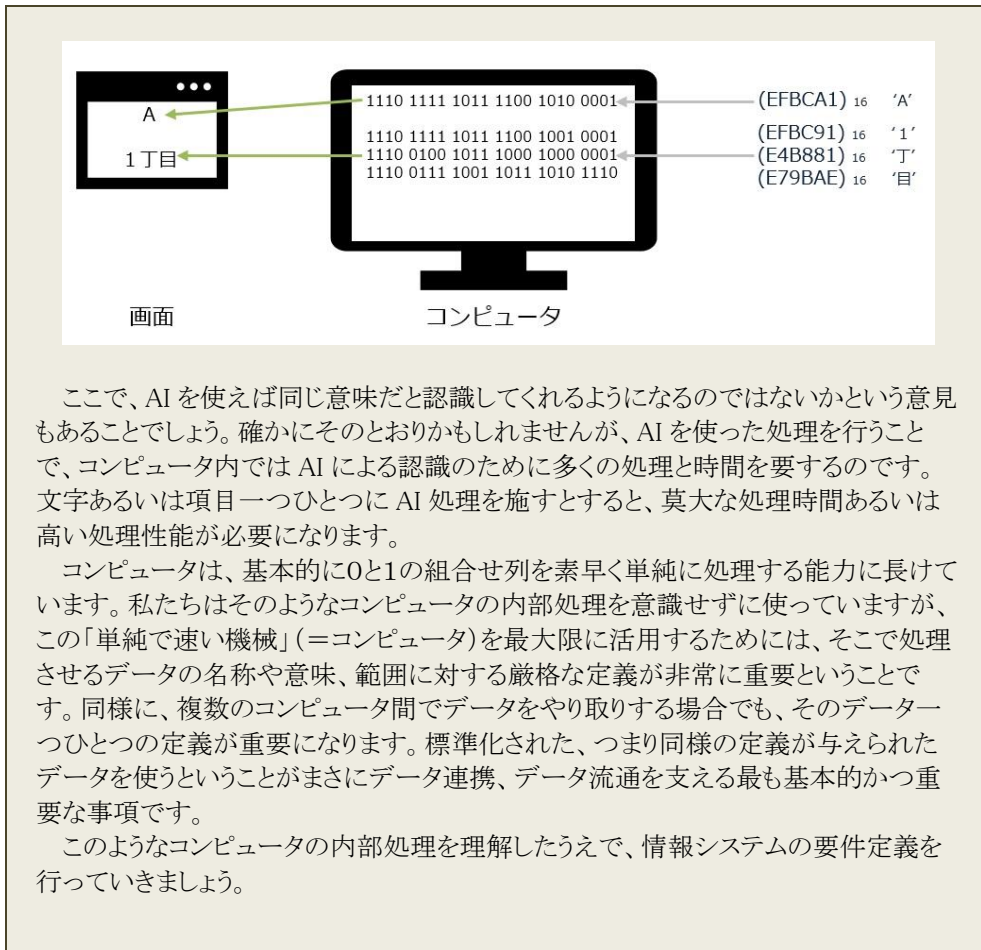 A
1丁目
画面
1110 1111 1011 1100 1010 0001
1110 1111 1011 1100 1001 0001
1110 0100 1011 1000 1000 0001
1110 0111 1001 1011 1010 1110
コンピュータ
(EFBCA1) 16 ‘A’
(EFBC91) 16 ‘1’
(E4B881) 16 ‘丁’
(E79BAE) 16 ‘目’
ここで、AI を使えば同じ意味だと認識してくれるようになるのではないかという意見
もあることでしょう。確かにそのとおりかもしれませんが、AI を使った処理を行うこと
で、コンピュータ内では AI による認識のために多くの処理と時間を要するのです。
文字あるいは項目一つひとつに AI 処理を施すとすると、莫大な処理時間あるいは
高い処理性能が必要になります。
コンピュータは、基本的に0と1の組合せ列を素早く単純に処理する能力に長けて
います。私たちはそのようなコンピュータの内部処理を意識せずに使っていますが、
この「単純で速い機械」(=コンピュータ)を最大限に活用するためには、そこで処理
させるデータの名称や意味、範囲に対する厳格な定義が非常に重要ということで
す。同様に、複数のコンピュータ間でデータをやり取りする場合でも、そのデータ一
つひとつの定義が重要になります。標準化された、つまり同様の定義が与えられた
データを使うということがまさにデータ連携、データ流通を支える最も基本的かつ重
要な事項です。
このようなコンピュータの内部処理を理解したうえで、情報システムの要件定義を
行っていきましょう。